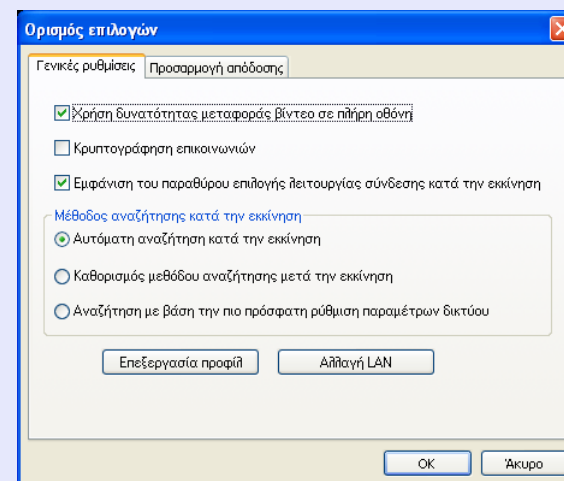 Ορισμός επιλογών
Γενικές ρυθμίσεις Προσαρμογή απόδοσης
Χρήση δυνατότητας μεταφοράς βίντεο σε πλήρη οθόνη
Κρυπτογράφηση επικοινωνιών
Εμφάνιση του παραθύρου επιλογής λειτουργίας σύνδεσης κατά την εκκίνηση
Μέθοδος αναζήτησης κατά την εκκίνηση
Αυτόματη αναζήτηση κατά την εκκίνηση
Καθορισμός μεθόδου αναζήτησης μετά την εκκίνηση
Αναζήτηση με βάση την πιο πρόσφατη ρύθμιση παραμέτρων δικτύου
Επεξεργασία προφίλ Αλλαγή LAN
OK Άκυρο